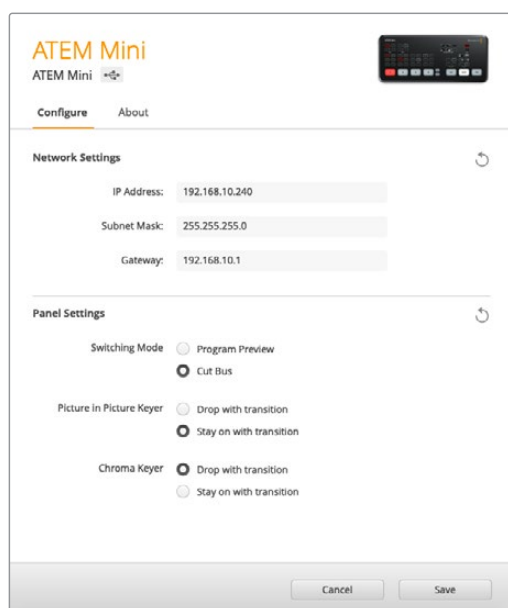 ATEM Mini
ATEM Mini
Configure About
Network Settings
IP Address: 192.168.10.240
Subnet Mask: 255.255.255.0
Gateway: 192.168.10.1
Panel Settings
Switching Mode Program Preview
Cut Bus
Picture in Picture Keyer Drop with transition
Stay on with transition
Chroma Keyer Drop with transition
Stay on with transition
Cancel Save